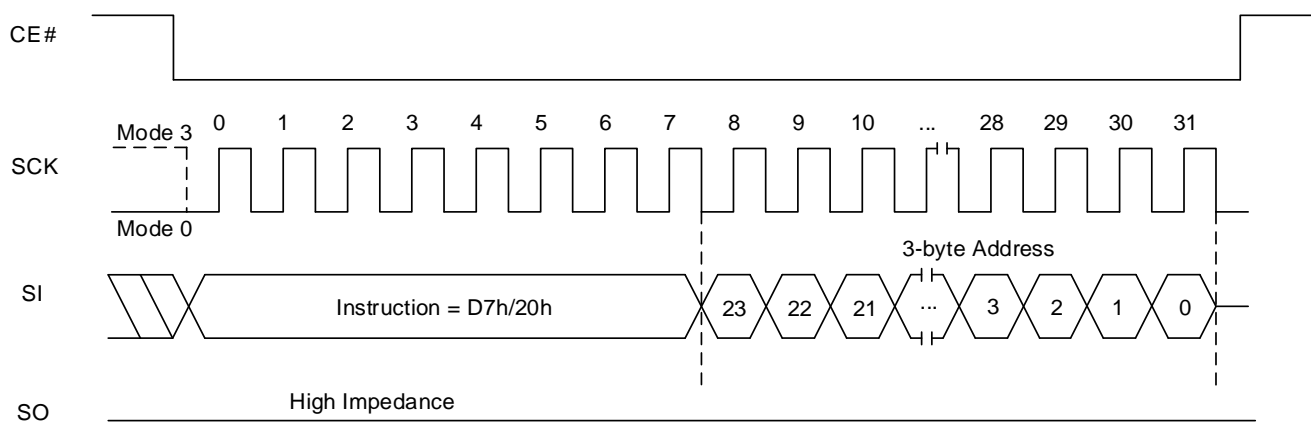 CE#
0 1 2 3 4 5 6 7 8 9 10 ... 28 29 30 31
Mode 3
SCK
Mode 0
3-byte Address
SI
Instruction = D7h/20h 23 22 21 ... 3 2 1 0
High Impedance
SO